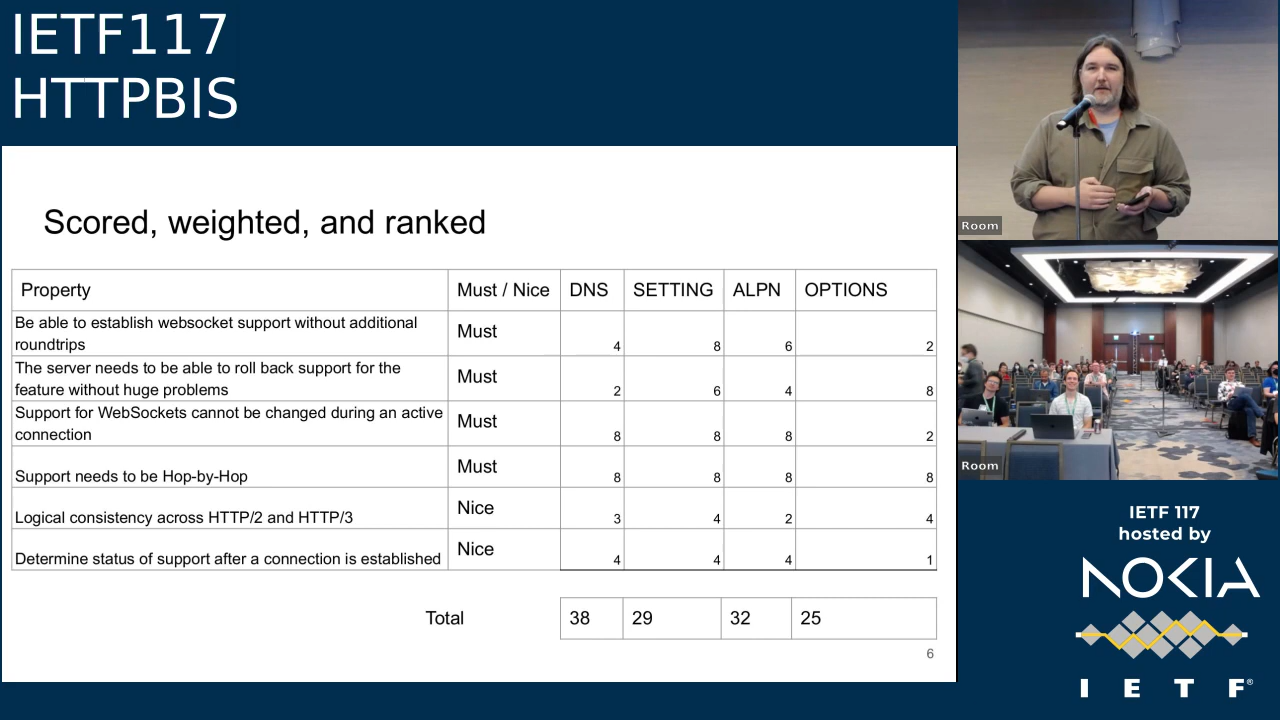 IETF117
HTTPBIS
Scored, weighted, and ranked
Property Must / Nice DNS SETTING ALPN OPTIONS
Be able to establish websocket support without additional
roundtrips Must 4 8 6 2
The server needs to be able to roll back support for the
feature without huge problems Must 2 6 4 8
Support for WebSockets cannot be changed during an active
connection Must 8 8 8 2
Support needs to be Hop-by-Hop Must 8 8 8 8
Logical consistency across HTTP/2 and HTTP/3 Nice 3 4 2 4
Determine status of support after a connection is established Nice 4 4 4 1
Total 38 29 32 25
6
Room
Room
IETF 117
hosted by
NOKIA
I E T F®